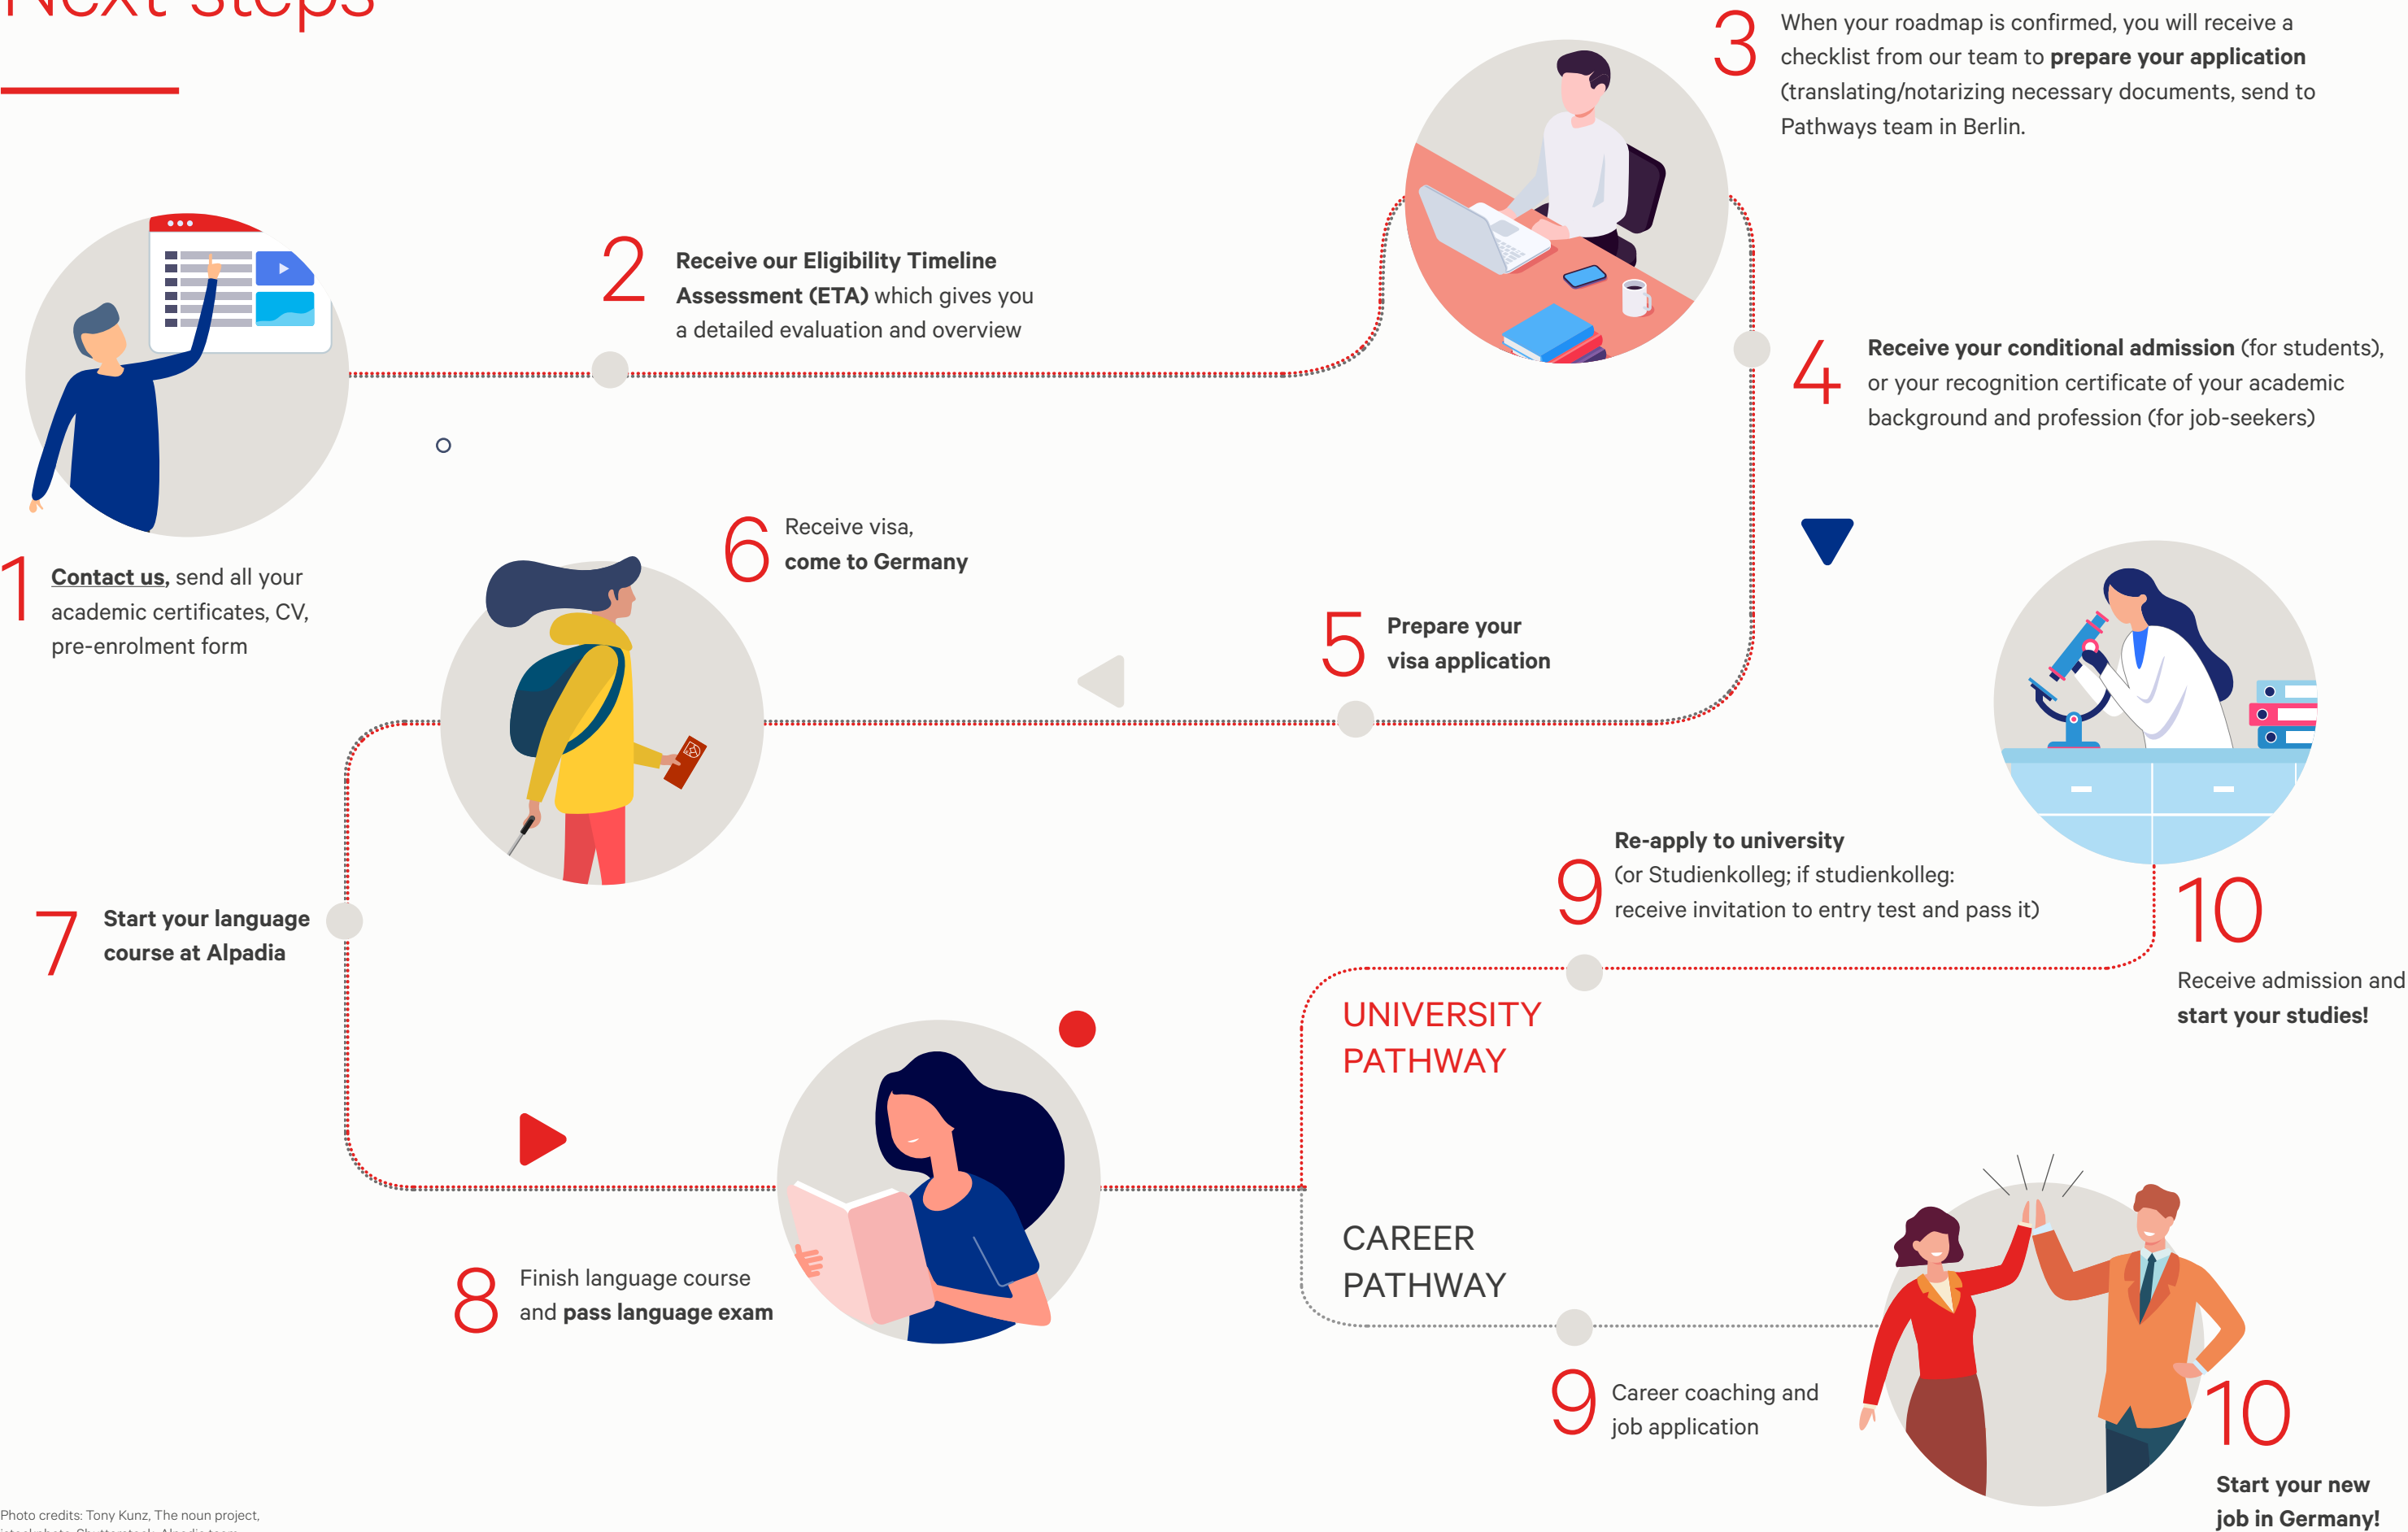 Next steps
1
Contact us, send all your
academic certificates, CV,
pre-enrolment form
2
Receive our Eligibility Timeline
Assessment (ETA) which gives you
a detailed evaluation and overview
3
When your roadmap is confirmed, you will receive a
checklist from our team to prepare your application
(translating/notarizing necessary documents, send to
Pathways team in Berlin.
4
Receive your conditional admission (for students),
or your recognition certificate of your academic
background and profession (for job-seekers)
5
Prepare your
visa application
6
Receive visa,
come to Germany
7
Start your language
course at Alpadia
8
Finish language course
and pass language exam
UNIVERSITY
PATHWAY
9
Re-apply to university
(or Studienkolleg; if studienkolleg:
receive invitation to entry test and pass it)
10
Receive admission and
start your studies!
CAREER
PATHWAY
9
Career coaching and
job application
10
Start your new
job in Germany!
Photo credits: Tony Kunz, The noun project,
istockphoto, Shutterstock, Alpadia team